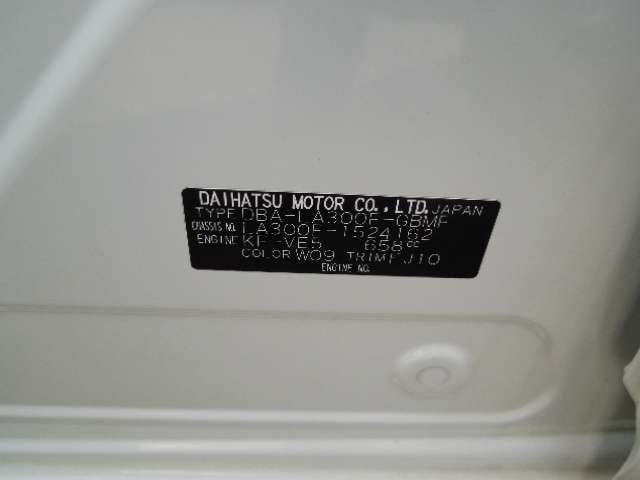 DAIHATSU MOTOR CO., LTD. JAPAN
TYPE DBA-LA300F-GBMF
CHASSIS NO. LA300F-1524162
ENGINE KF-VE5 658cc
COLOR W09 TRIM FJ10
ENGINE NO.